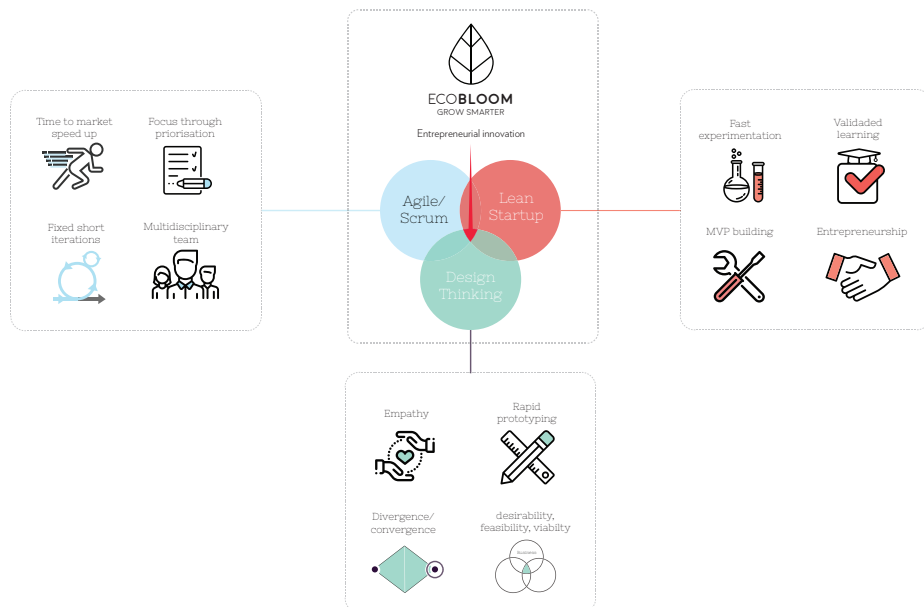 ECOBLOOM
GROW SMARTER
Entrepreneurial innovation
Agile/
Scrum
Lean
Startup
Design
Thinking
Time to market
speed up
Focus through
priorisation
Fixed short
iterations
Multidisciplinary
team
Fast
experimentation
Validaded
learning
MVP building
Entrepreneurship
Empathy
Rapid
prototyping
Divergence/
convergence
desirability,
feasibility, viabilty
Business